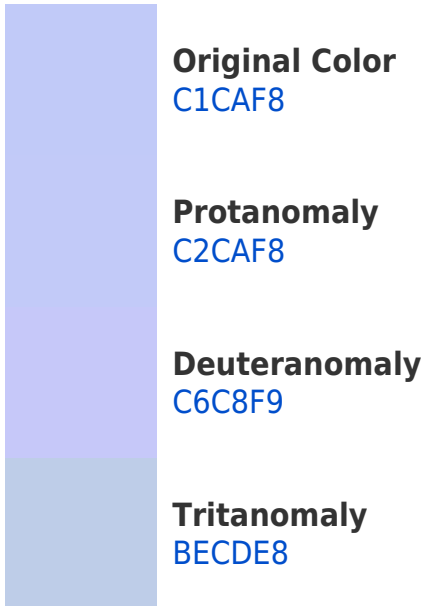 Original Color
C1CAF8
Protanomaly
C2CAF8
Deuteranomaly
C6C8F9
Tritanomaly
BECDE8